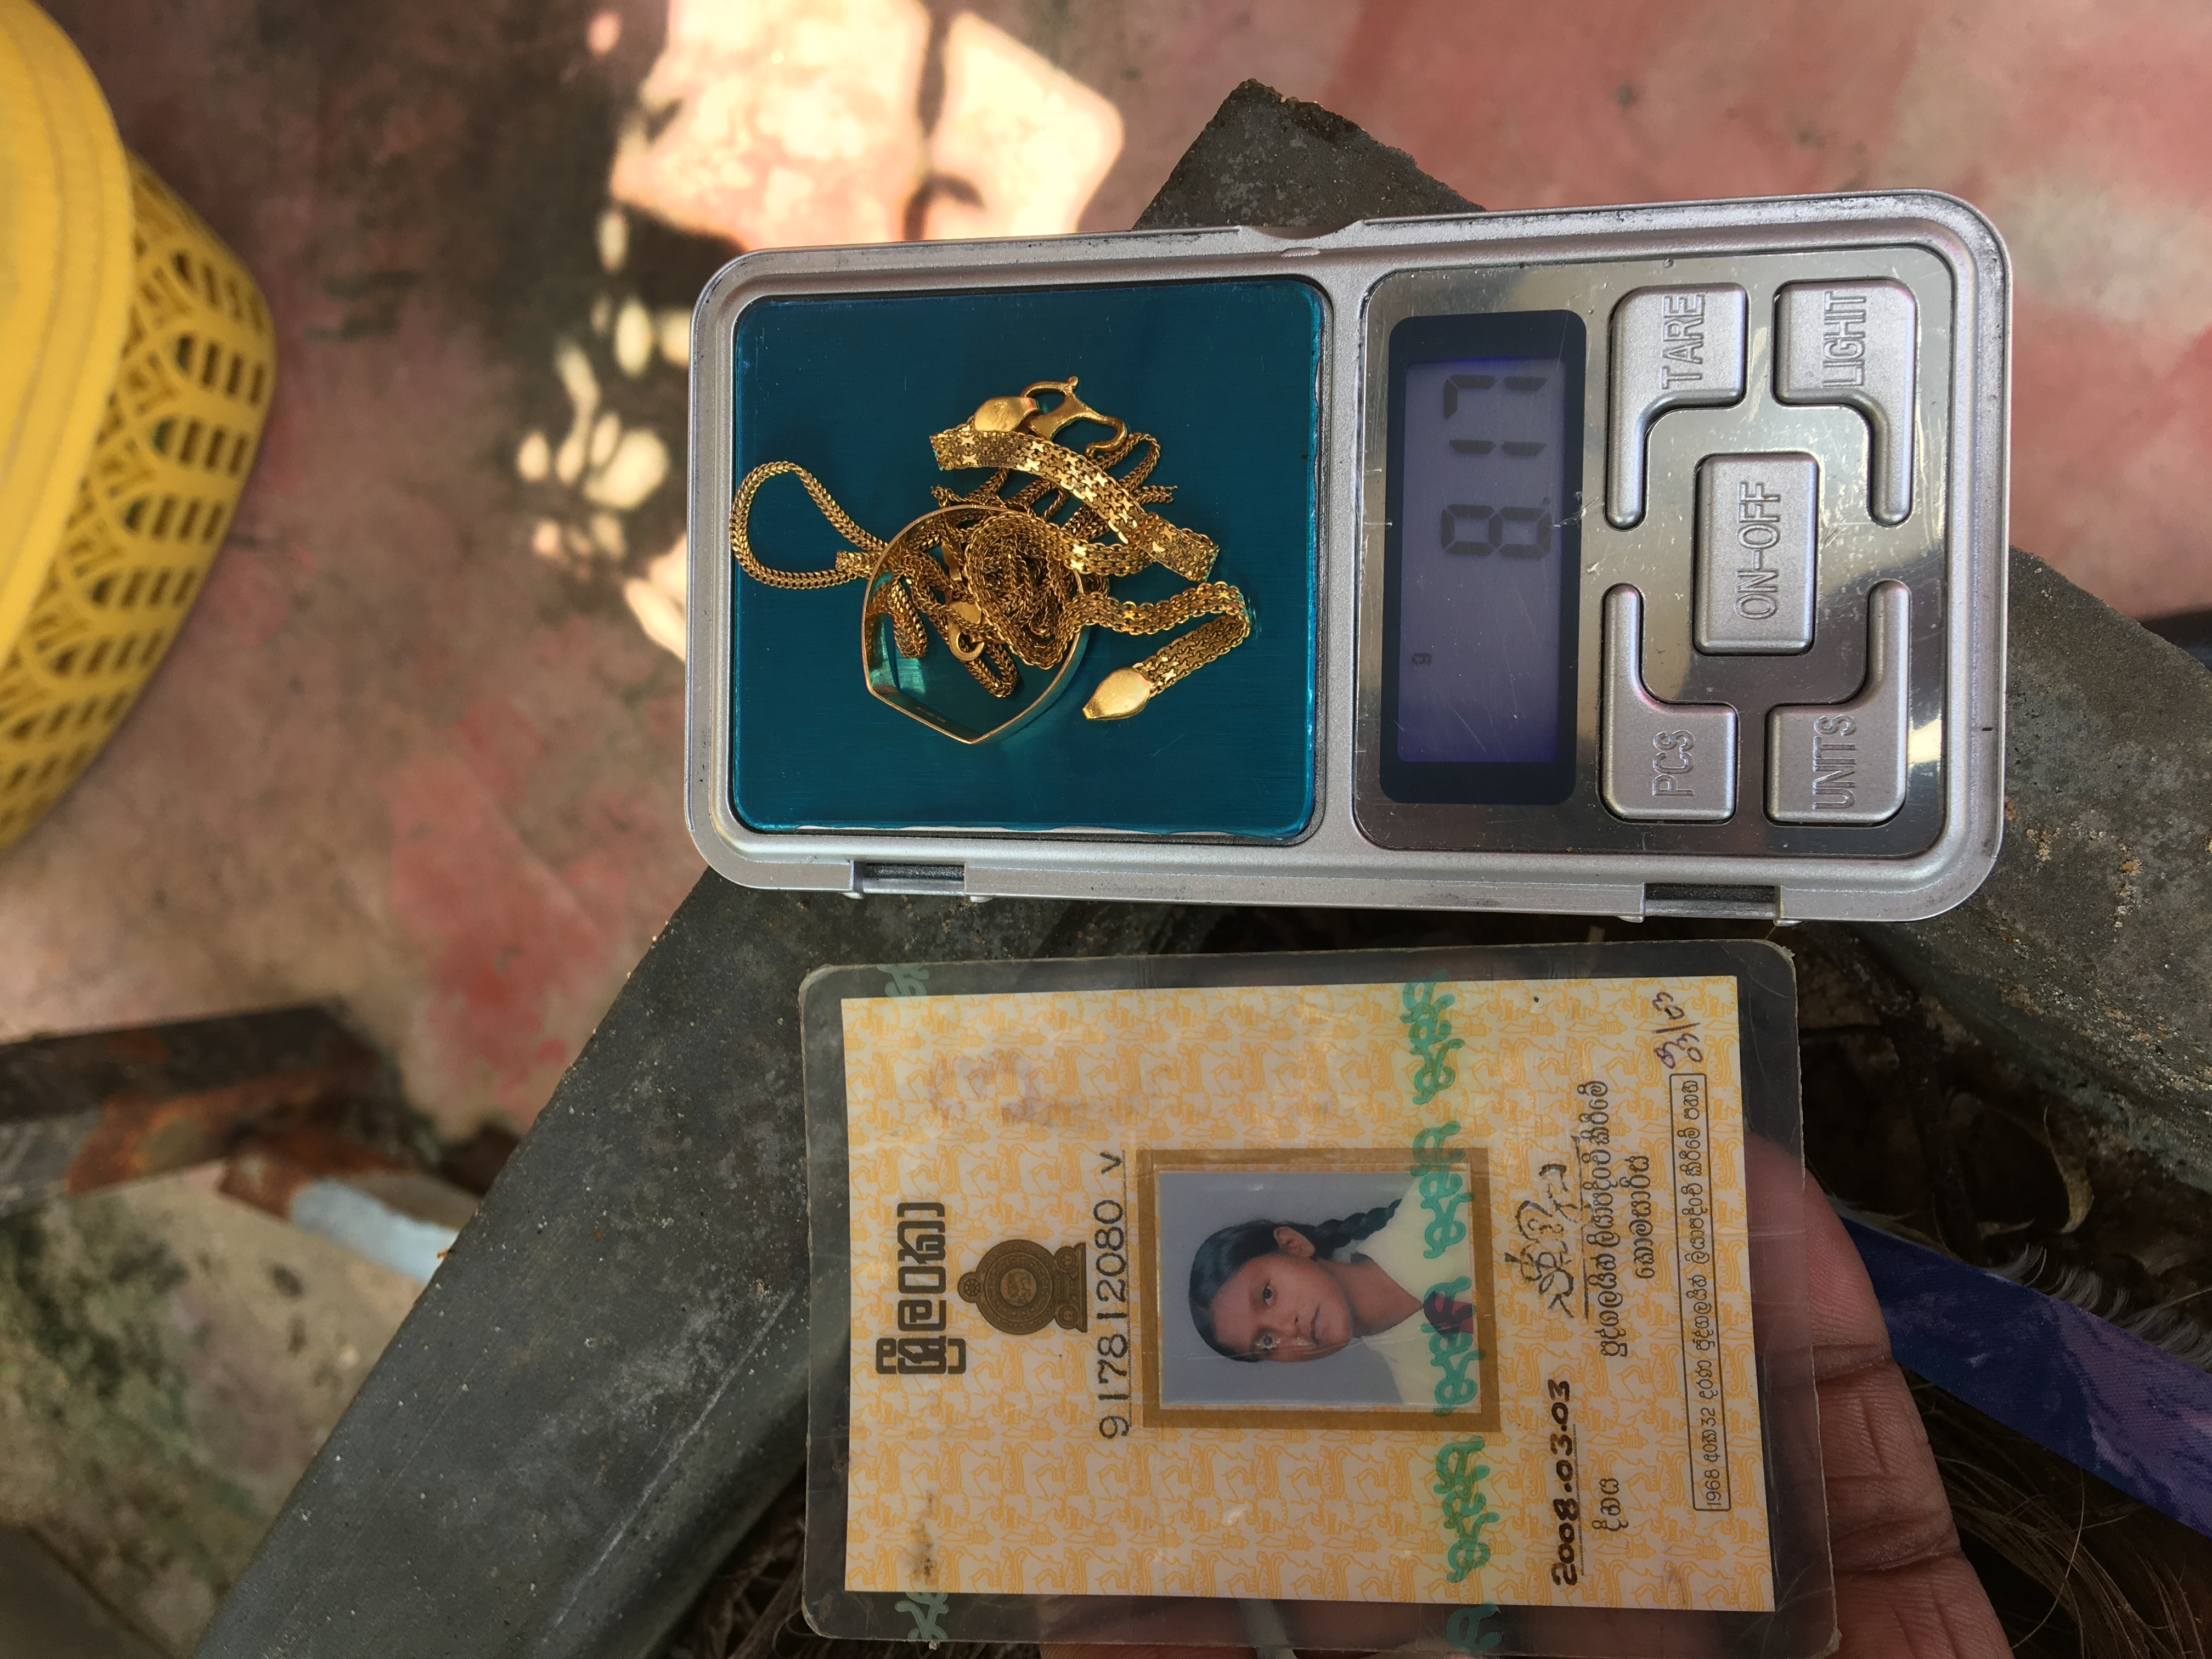 ශ්‍රී ලංකා
917812080 V
2008.03.03
දිනය
පුද්ගලයින් ලියාපදිංචි කිරීමේ
කොමසාරිස්
03/03
1968 අංක 32 දරණ පුද්ගලයින් ලියාපදිංචි කිරීමේ පනත
g
8.17
PCS
TARE
ON-OFF
UNITS
LIGHT